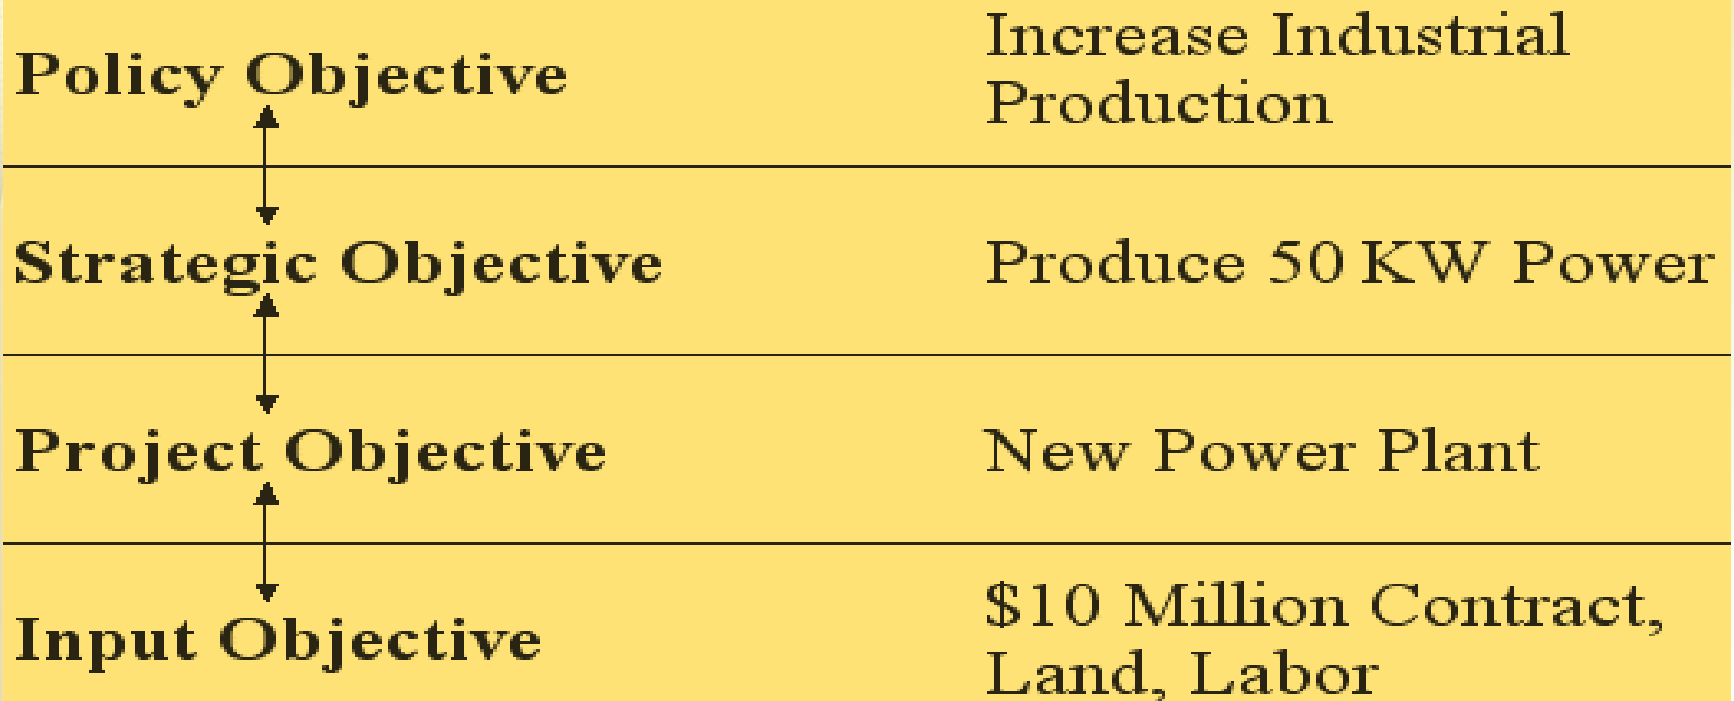 Policy Objective
Increase Industrial
Production
Strategic Objective
Produce 50 KW Power
Project Objective
New Power Plant
Input Objective
$10 Million Contract,
Land, Labor